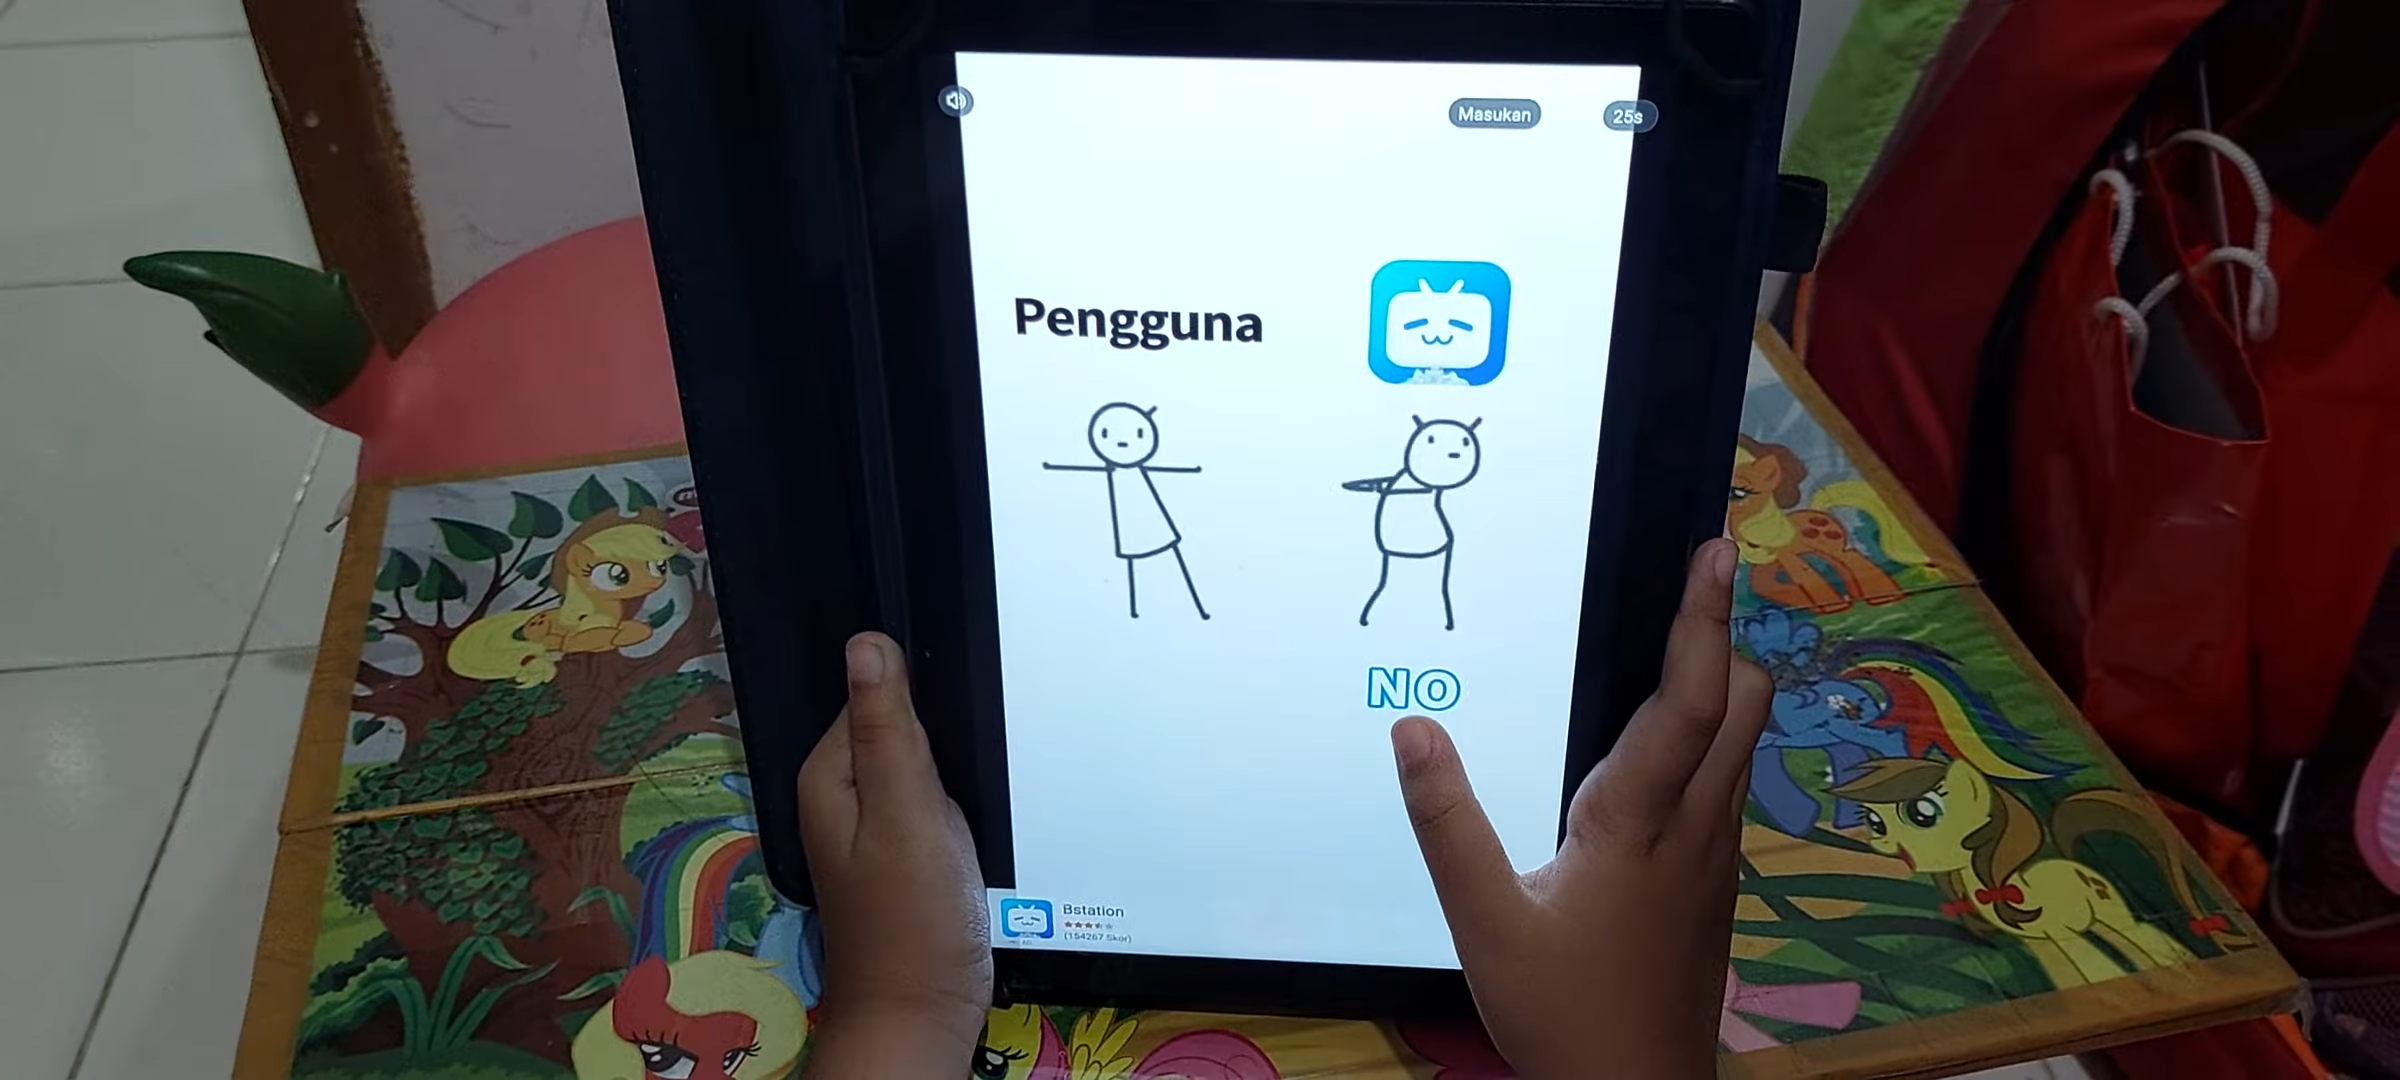 Masukan
25s
Pengguna
NO
Bstation
(154267 Skor)